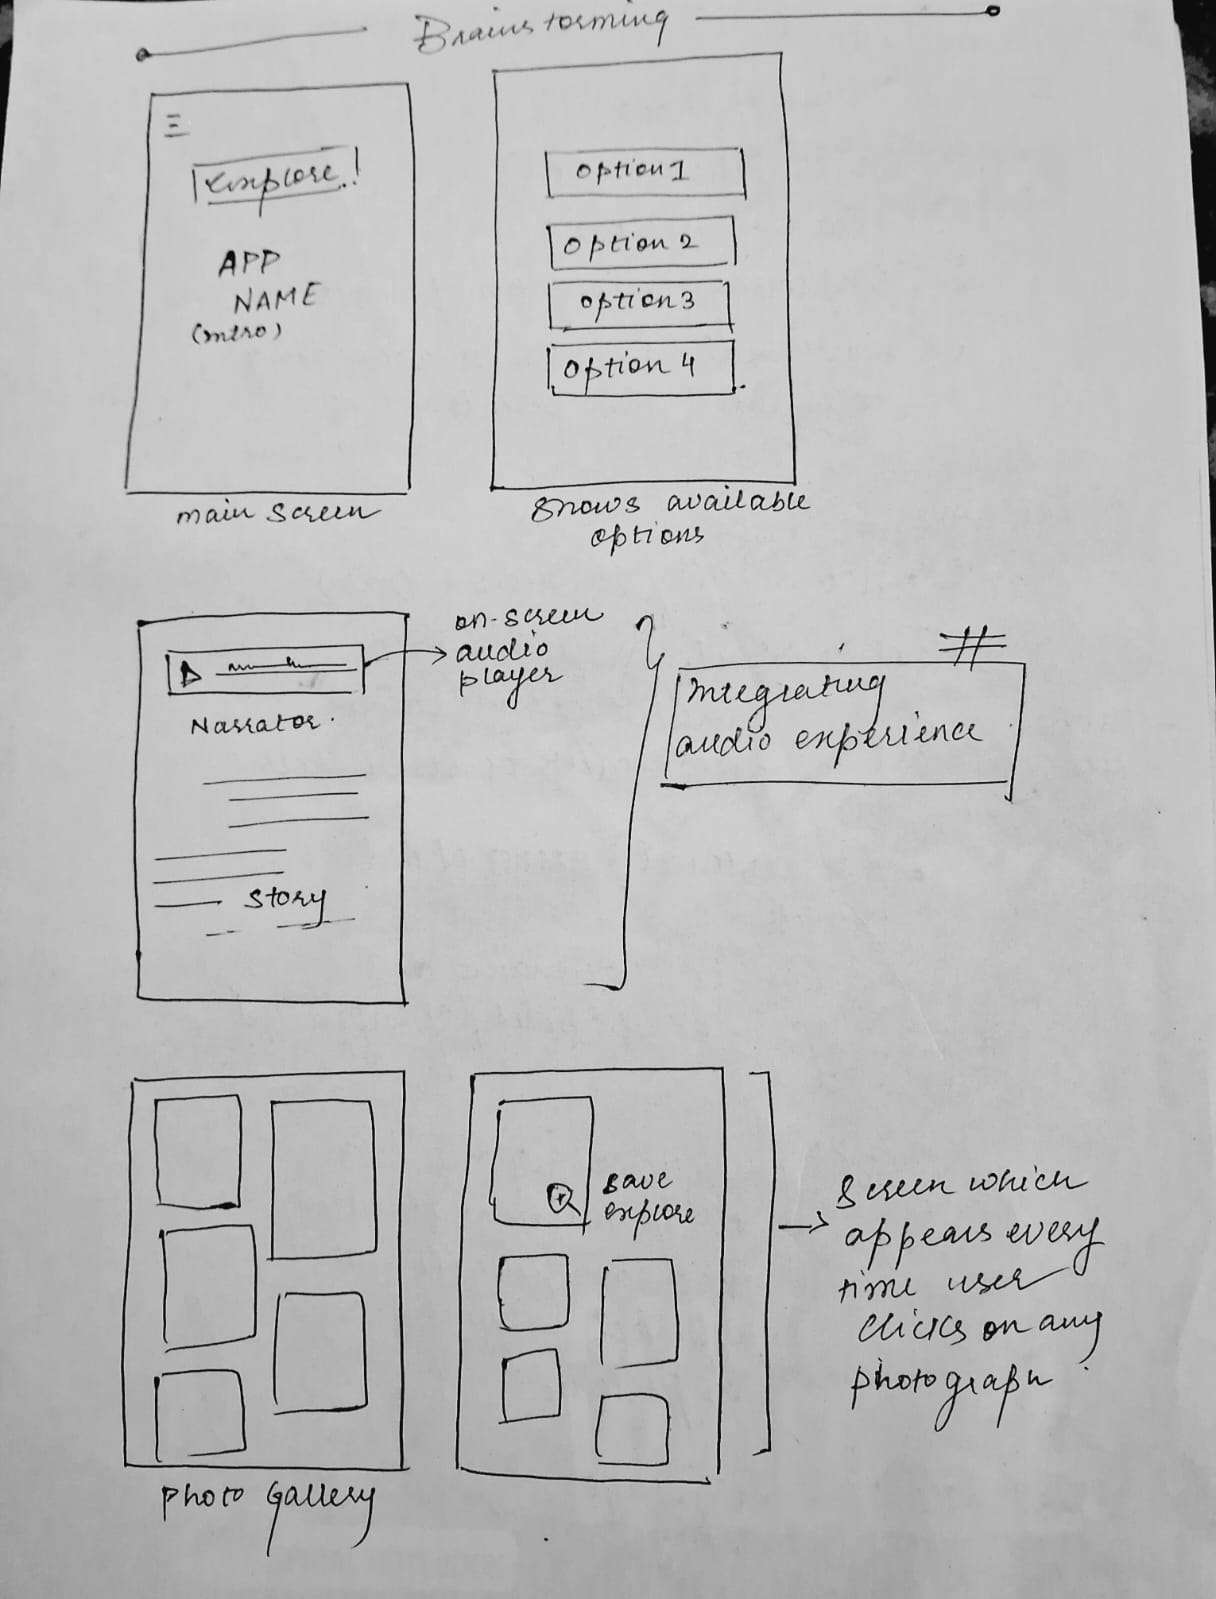 Brainstorming
Explore!
APP
NAME
(intro)
main screen
option 1
option 2
option 3
option 4
Shows available
options
Narrator.
Story
on-screen
audio
player
#
Integrating
audio experience
Photo Gallery
save
explore
Screen which
appears every
time user
clicks on any
photograph.